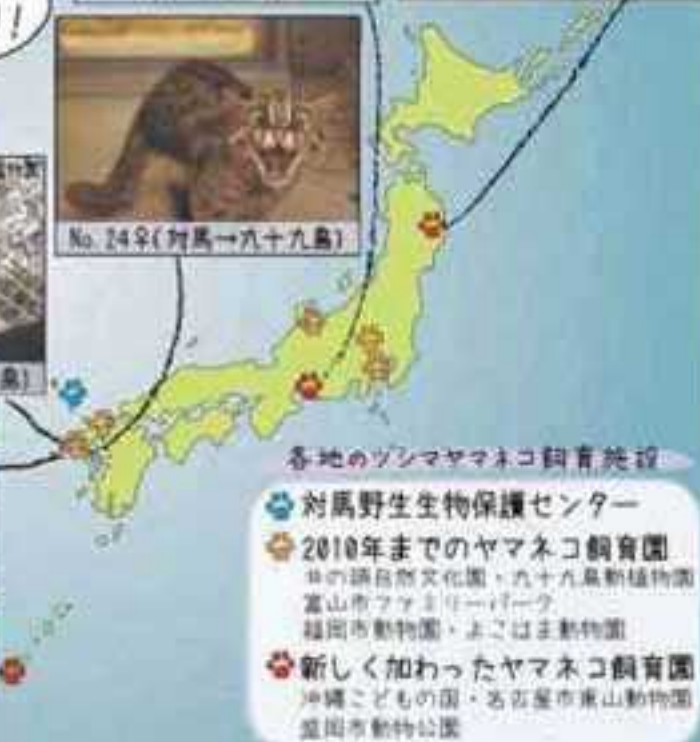 !
No. 24♀(対馬→九十九島)
島)
各地のツシマヤマネコ飼育施設
対馬野生生物保護センター
2010年までのヤマネコ飼育園
井の頭自然文化園・九十九島動植物園
富山市ファミリーパーク
福岡市動物園・よこはま動物園
新しく加わったヤマネコ飼育園
沖縄こどもの国・名古屋市東山動物園
盛岡市動物公園